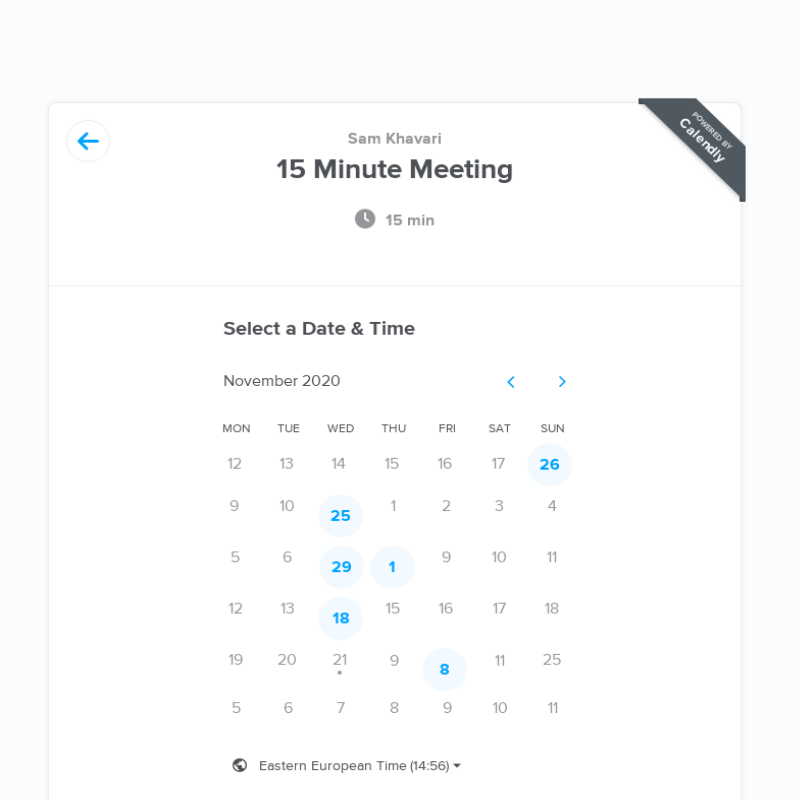 POWERED BY
Calendly
Sam Khavari
15 Minute Meeting
15 min
Select a Date & Time
November 2020
MON TUE WED THU FRI SAT SUN
12 13 14 15 16 17 26
9 10 25 1 2 3 4
5 6 29 1 9 10 11
12 13 18 15 16 17 18
19 20 21 9 8 11 25
5 6 7 8 9 10 11
Eastern European Time (14:56)